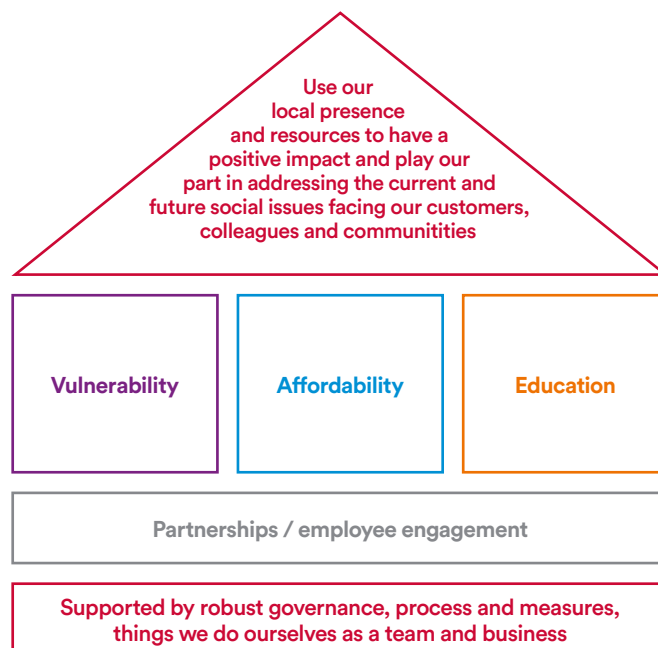 Use our
local presence
and resources to have a
positive impact and play our
part in addressing the current and
future social issues facing our customers,
colleagues and communitities
Vulnerability
Affordability
Education
Partnerships / employee engagement
Supported by robust governance, process and measures,
things we do ourselves as a team and business